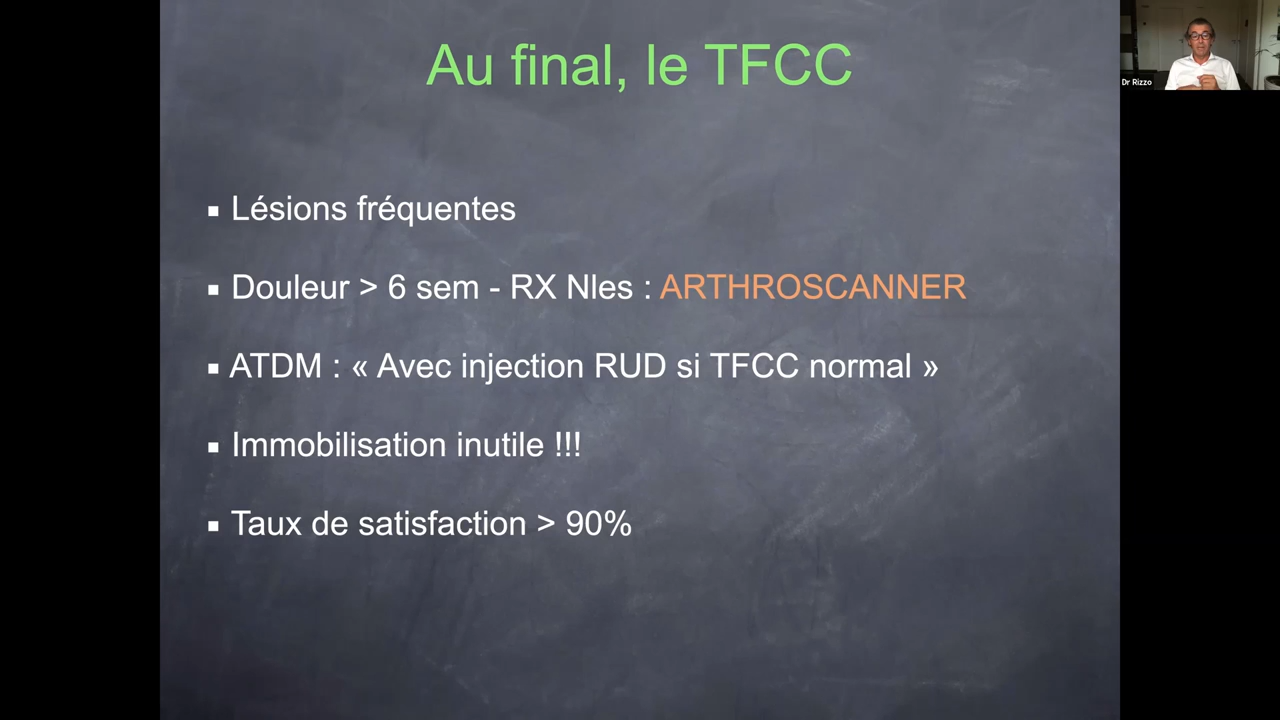 Au final, le TFCC
Dr Rizzo
Lésions fréquentes
Douleur > 6 sem - RX Nles : ARTHROSCANNER
ATDM : « Avec injection RUD si TFCC normal »
Immobilisation inutile !!!
Taux de satisfaction > 90%